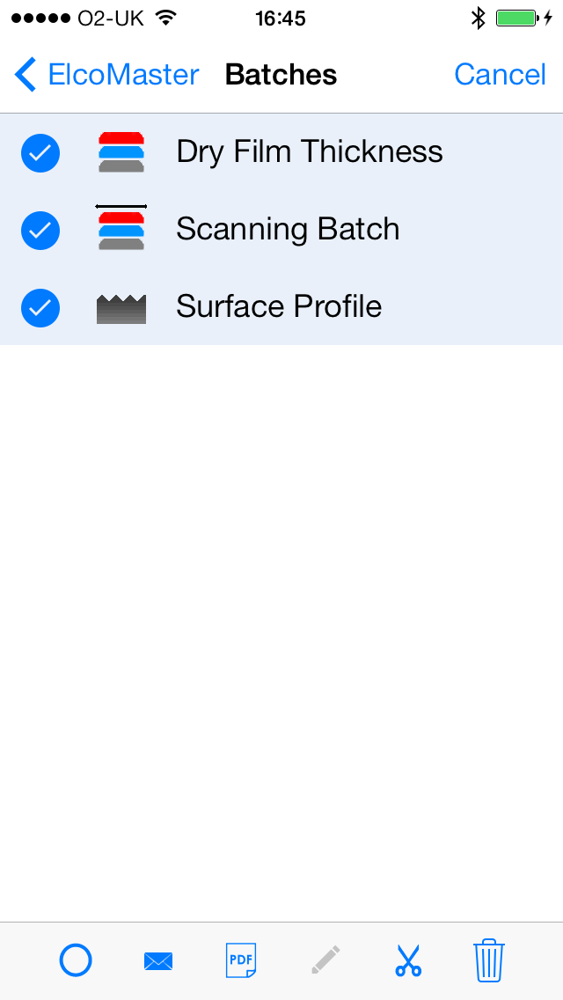 O2-UK 16:45
ElcoMaster Batches Cancel
Dry Film Thickness
Scanning Batch
Surface Profile
PDF